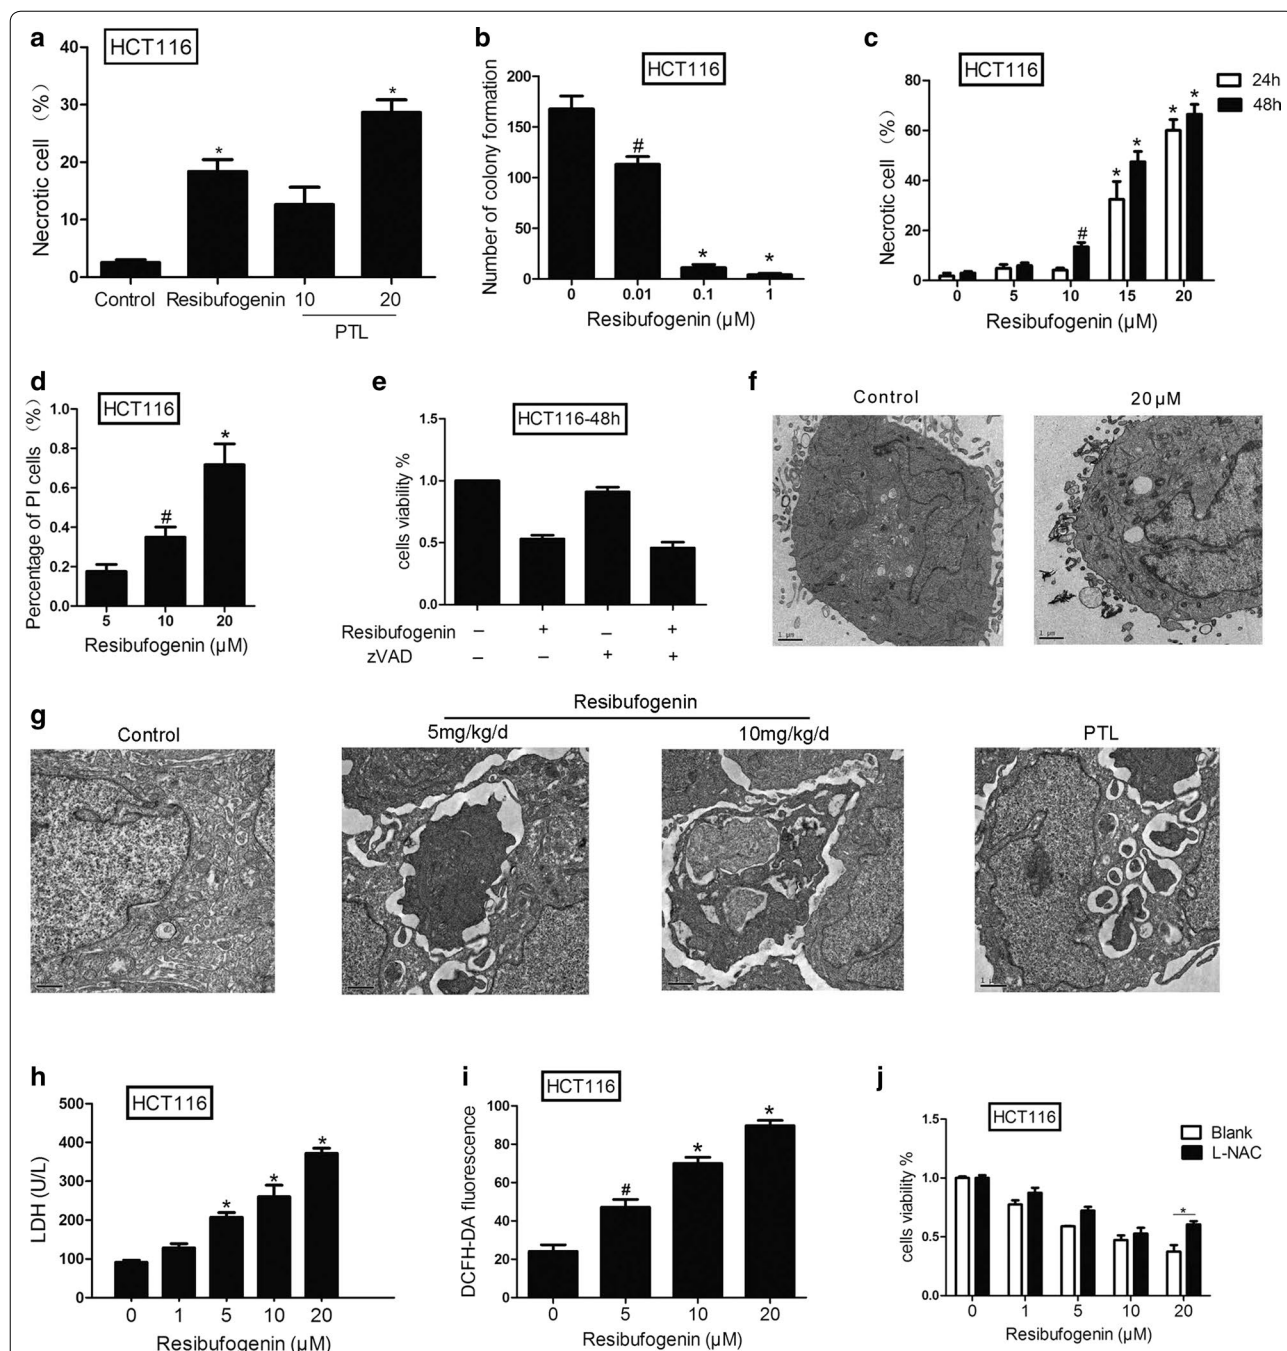 a
HCT116
Necrotic cell (%)
40
30
20
10
0
*
*
Control
Resibufogenin
10
20
PTL
b
HCT116
Number of colony formation
200
150
100
50
0
#
*
*
0
0.01
0.1
1
Resibufogenin (μM)
c
HCT116
24h
48h
Necrotic cell (%)
80
60
40
20
0
#
*
*
*
*
0
5
10
15
20
Resibufogenin (μM)
d
HCT116
Percentage of PI cells (%)
1.0
0.8
0.6
0.4
0.2
0.0
#
*
5
10
20
Resibufogenin (μM)
e
HCT116-48h
cells viability %
1.5
1.0
0.5
0.0
Resibufogenin – + – +
zVAD – – + +
f
Control
20 μM
1 μm
1 μm
g
Resibufogenin
Control
5mg/kg/d
10mg/kg/d
PTL
1 μm
h
HCT116
LDH (U/L)
500
400
300
200
100
0
*
*
*
0
1
5
10
20
Resibufogenin (μM)
i
HCT116
DCFH-DA fluorescence
100
80
60
40
20
0
#
*
*
0
5
10
20
Resibufogenin (μM)
j
HCT116
Blank
L-NAC
cells viability %
1.5
1.0
0.5
0.0
*
0
1
5
10
20
Resibufogenin (μM)